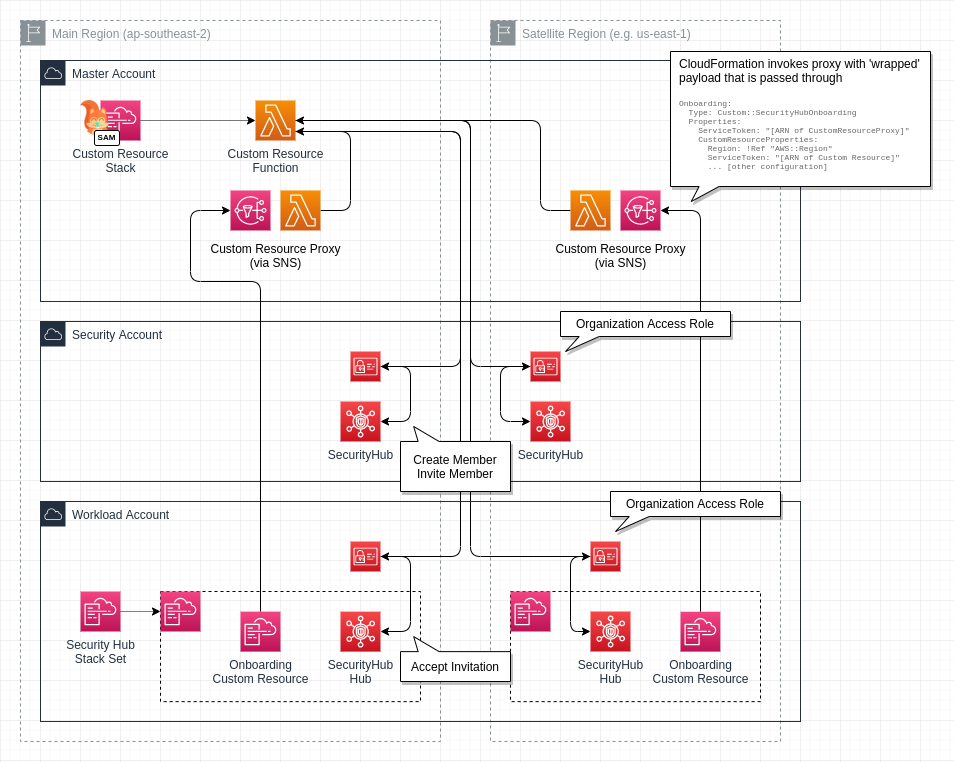 Main Region (ap-southeast-2)
Satellite Region (e.g. us-east-1)
Master Account
CloudFormation invokes proxy with 'wrapped'
payload that is passed through
Onboarding:
Type: Custom::SecurityHubOnboarding
Properties:
ServiceToken: "[ARN of CustomResourceProxy]"
CustomResourceProperties:
Region: !Ref "AWS::Region"
ServiceToken: "[ARN of Custom Resource]"
... [other configuration]
SAM
Custom Resource
Stack
Custom Resource
Function
Custom Resource Proxy
(via SNS)
Custom Resource Proxy
(via SNS)
Security Account
Organization Access Role
SecurityHub
SecurityHub
Create Member
Invite Member
Workload Account
Organization Access Role
Security Hub
Stack Set
Onboarding
Custom Resource
SecurityHub
Hub
Accept Invitation
SecurityHub
Hub
Onboarding
Custom Resource